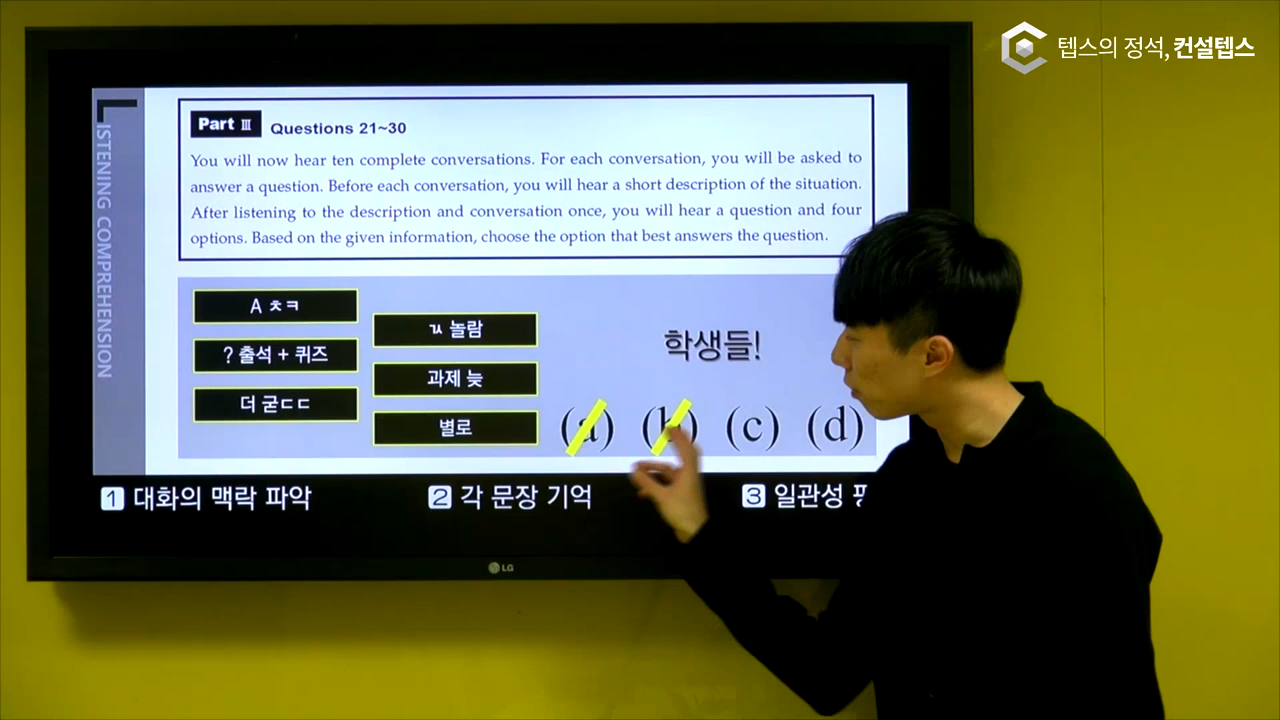 텝스의 정석, 컨설텝스
LISTENING COMPREHENSION
Part Ⅲ Questions 21~30
You will now hear ten complete conversations. For each conversation, you will be asked to
answer a question. Before each conversation, you will hear a short description of the situation.
After listening to the description and conversation once, you will hear a question and four
options. Based on the given information, choose the option that best answers the question.
A ㅊㅋ
? 출석 + 퀴즈
더 굳ㄷㄷ
ㄳ 놀람
과제 늦
별로
학생들!
(a) (b) (c) (d)
1 대화의 맥락 파악
2 각 문장 기억
3 일관성
LG